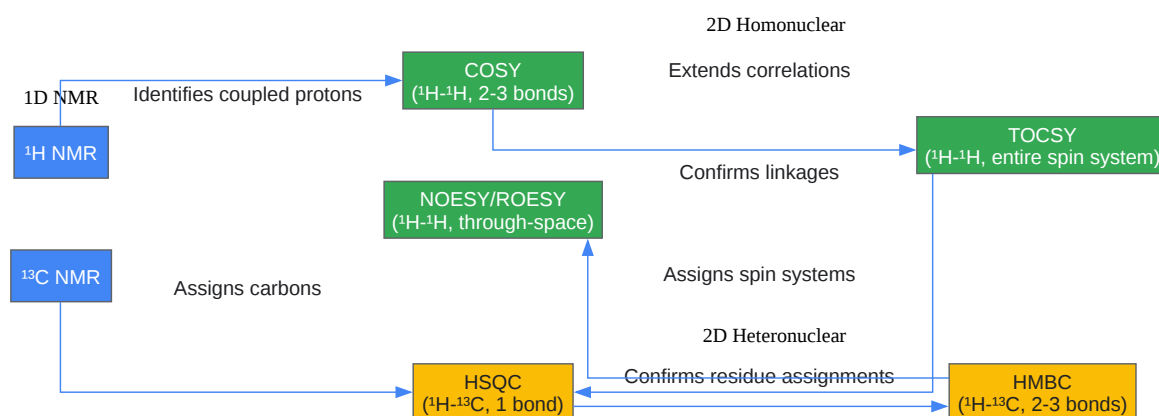 2D Homonuclear
COSY
(¹H-¹H, 2-3 bonds)
Extends correlations
1D NMR
Identifies coupled protons
¹H NMR
TOCSY
(¹H-¹H, entire spin system)
Confirms linkages
NOESY/ROESY
(¹H-¹H, through-space)
¹³C NMR
Assigns carbons
Assigns spin systems
2D Heteronuclear
Confirms residue assignments
HSQC
(¹H-¹³C, 1 bond)
HMBC
(¹H-¹³C, 2-3 bonds)